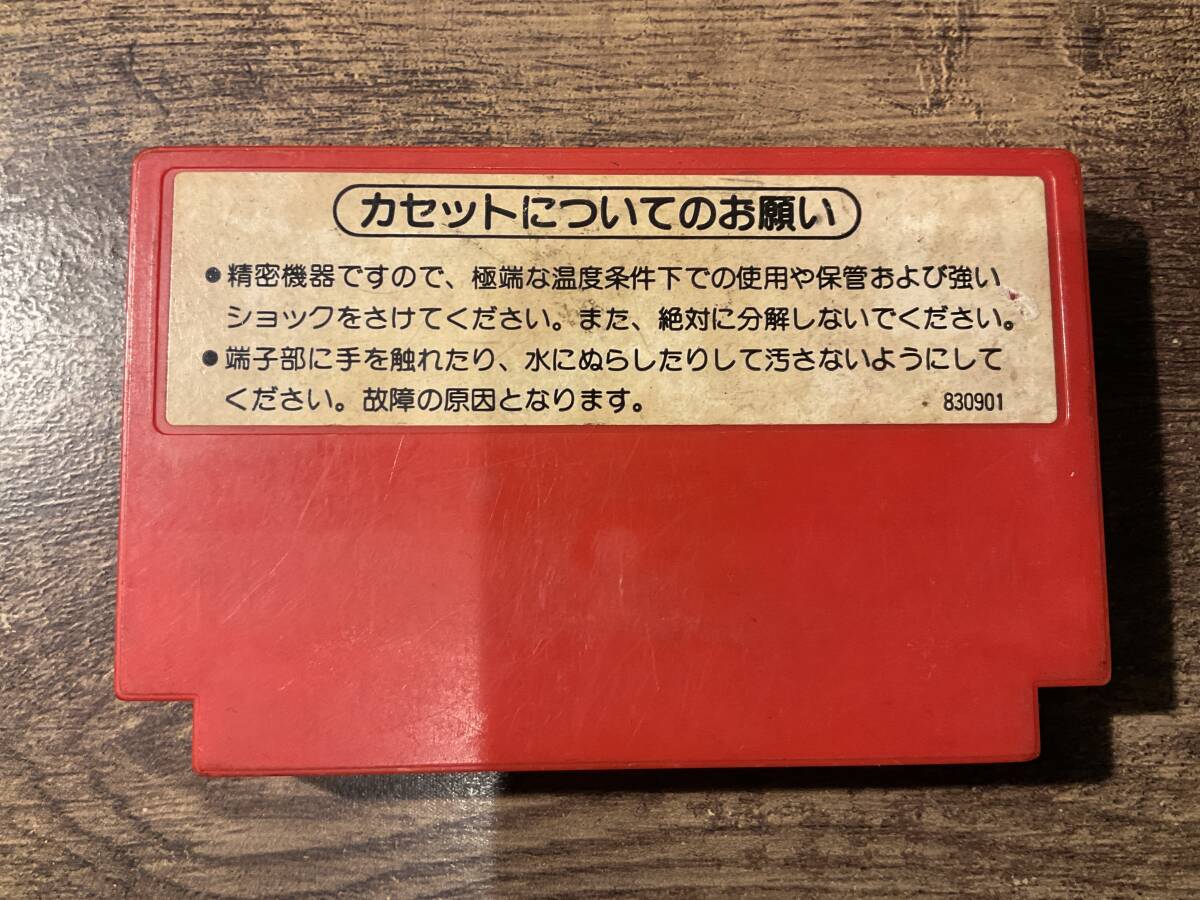 カセットについてのお願い
●精密機器ですので、極端な温度条件下での使用や保管および強い
ショックをさけてください。また、絶対に分解しないでください。
●端子部に手を触れたり、水にぬらしたりして汚さないようにして
ください。故障の原因となります。 830901